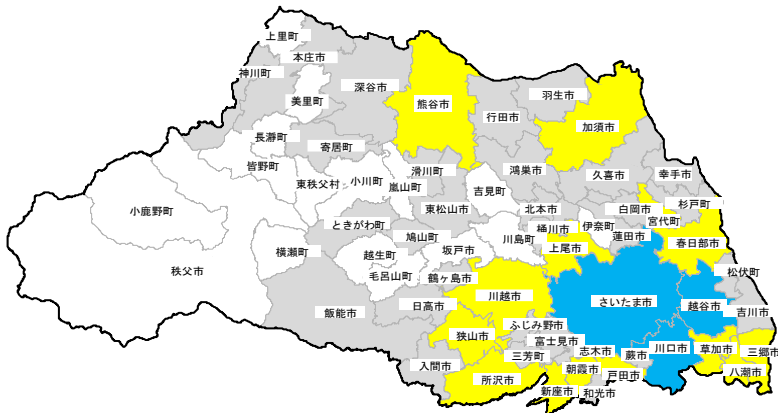 上里町
本庄市
神川町
深谷市
美里町
熊谷市
羽生市
行田市
加須市
長瀞町
寄居町
皆野町
東秩父村
小川町
嵐山町
滑川町
鴻巣市
久喜市
幸手市
吉見町
小鹿野町
東松山市
北本市
白岡市
杉戸町
宮代町
ときがわ町
鳩山町
川島町
桶川市
伊奈町
蓮田市
上尾市
春日部市
横瀬町
越生町
坂戸市
秩父市
毛呂山町
鶴ヶ島市
松伏町
川越市
さいたま市
越谷市
吉川市
飯能市
日高市
ふじみ野市
狭山市
富士見市
三芳町
志木市
蕨市
川口市
草加市
三郷市
入間市
所沢市
朝霞市
戸田市
八潮市
新座市
和光市